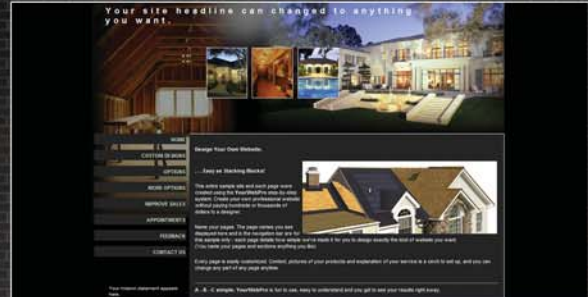 Your site headline can changed to anything
you want.
HOME
CUSTOM DESIGNS
OPTIONS
MORE OPTIONS
IMPROVE SALES
APPOINTMENTS
FEEDBACK
CONTACT US
Your mission statement appears
here.
Design Your Own Website.
.....Easy as Stacking Blocks!
This entire sample site and each page were
created using the YourWebPro step-by-step
system. Create your own professional website
without paying hundreds or thousands of
dollars to a designer.
Name your pages. The page names you see
displayed here and in the navigation bar are for
this sample only - each page details how simple we've made it for you to design exactly the kind of website you want.
(You name your pages and sections anything you like)
Every page is easily customized. Content, pictures of your products and explanation of your service is a cinch to set up, and you can
change any part of any page anytime.
A - B - C simple. YourWebPro is fun to use, easy to understand and you get to see your results right away.